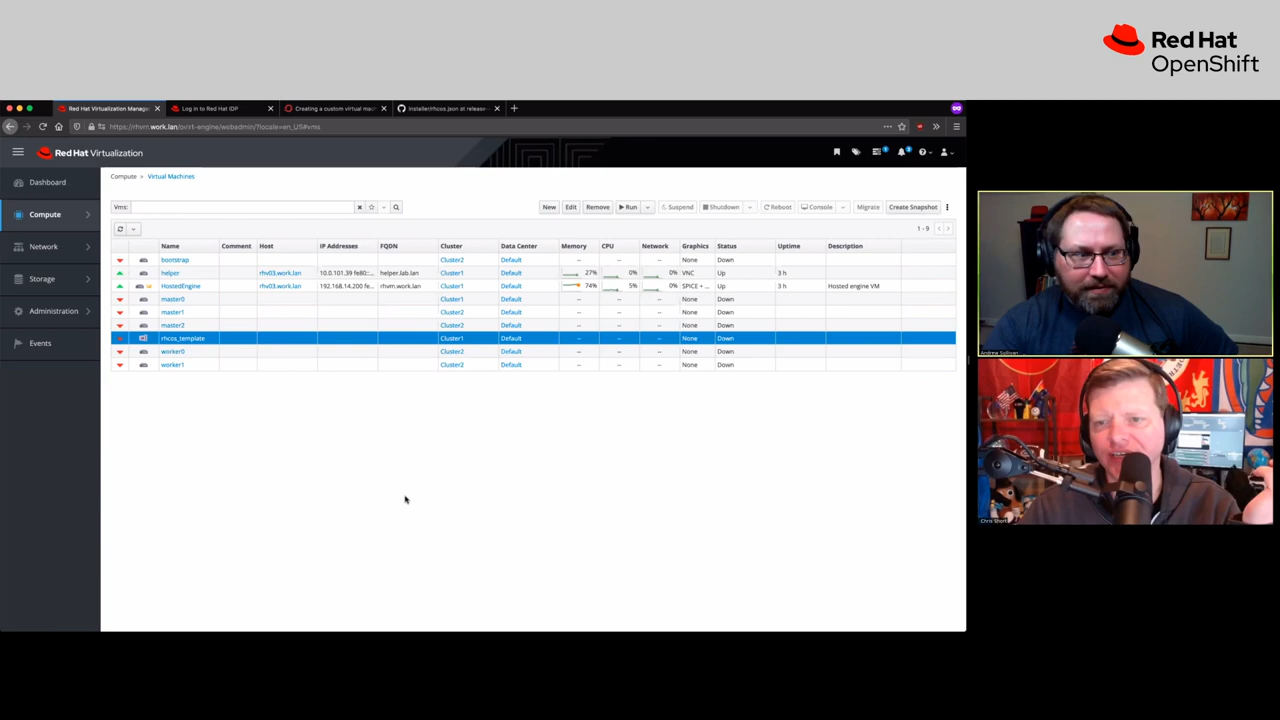 Red Hat
OpenShift
Red Hat Virtualization Manage
Log in to Red Hat IDP
Creating a custom virtual mac
installer/rhcos.json at release-
https://rhvm.work.lan/ovirt-engine/webadmin/?locale=en_US#vms
Red Hat Virtualization
Dashboard
Compute
Network
Storage
Administration
Events
Compute > Virtual Machines
Vms:
New Edit Remove Run Suspend Shutdown Reboot Console Migrate Create Snapshot
1 - 9
Name Comment Host IP Addresses FQDN Cluster Data Center Memory CPU Network Graphics Status Uptime Description
bootstrap Cluster2 Default -- -- -- None Down
helper rhv03.work.lan 10.0.101.39 fe80::... helper.lab.lan Cluster1 Default 27% 0% 0% VNC Up 3 h
HostedEngine rhv03.work.lan 192.168.14.200 fe... rhvm.work.lan Cluster1 Default 74% 5% 0% SPICE + ... Up 3 h Hosted engine VM
master0 Cluster1 Default -- -- -- None Down
master1 Cluster2 Default -- -- -- None Down
master2 Cluster2 Default -- -- -- None Down
rhcos_template Cluster1 Default -- -- -- None Down
worker0 Cluster2 Default -- -- -- None Down
worker1 Cluster2 Default -- -- -- None Down
Andrew Sullivan
Chris Short